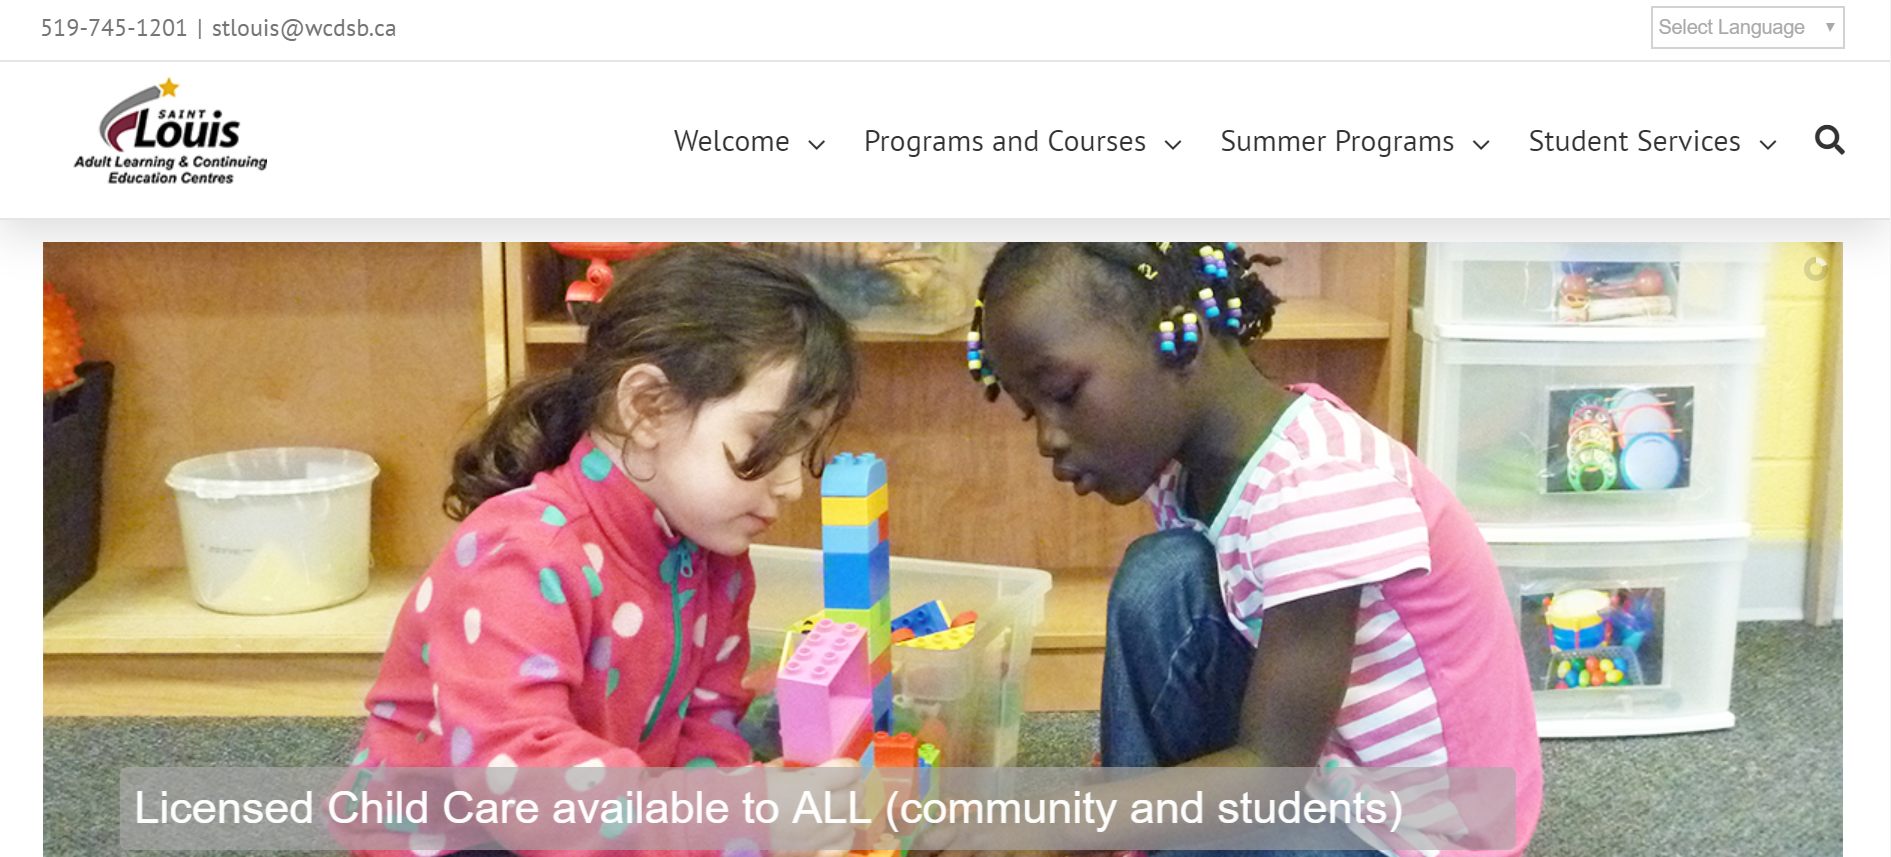 519-745-1201 | stlouis@wcdsb.ca
Select Language ▼
SAINT
Louis
Adult Learning & Continuing
Education Centres
Welcome
Programs and Courses
Summer Programs
Student Services
Licensed Child Care available to ALL (community and students)